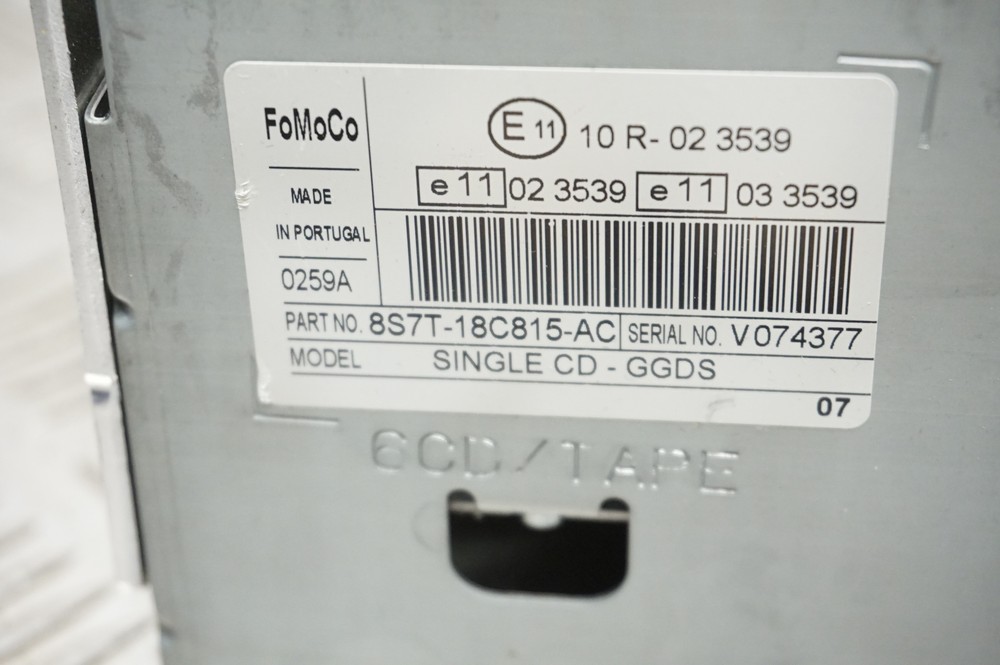 FoMoCo
MADE
IN PORTUGAL
0259A
E 11 10 R- 02 3539
e 11 02 3539 e 11 03 3539
PART NO. 8S7T-18C815-AC SERIAL NO. V074377
MODEL SINGLE CD - GGDS
07
6CD/TAPE